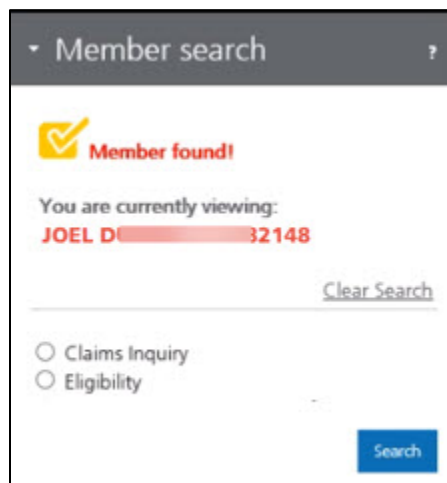 Member search ?
Member found!
You are currently viewing:
JOEL D 32148
Clear Search
Claims Inquiry
Eligibility
Search